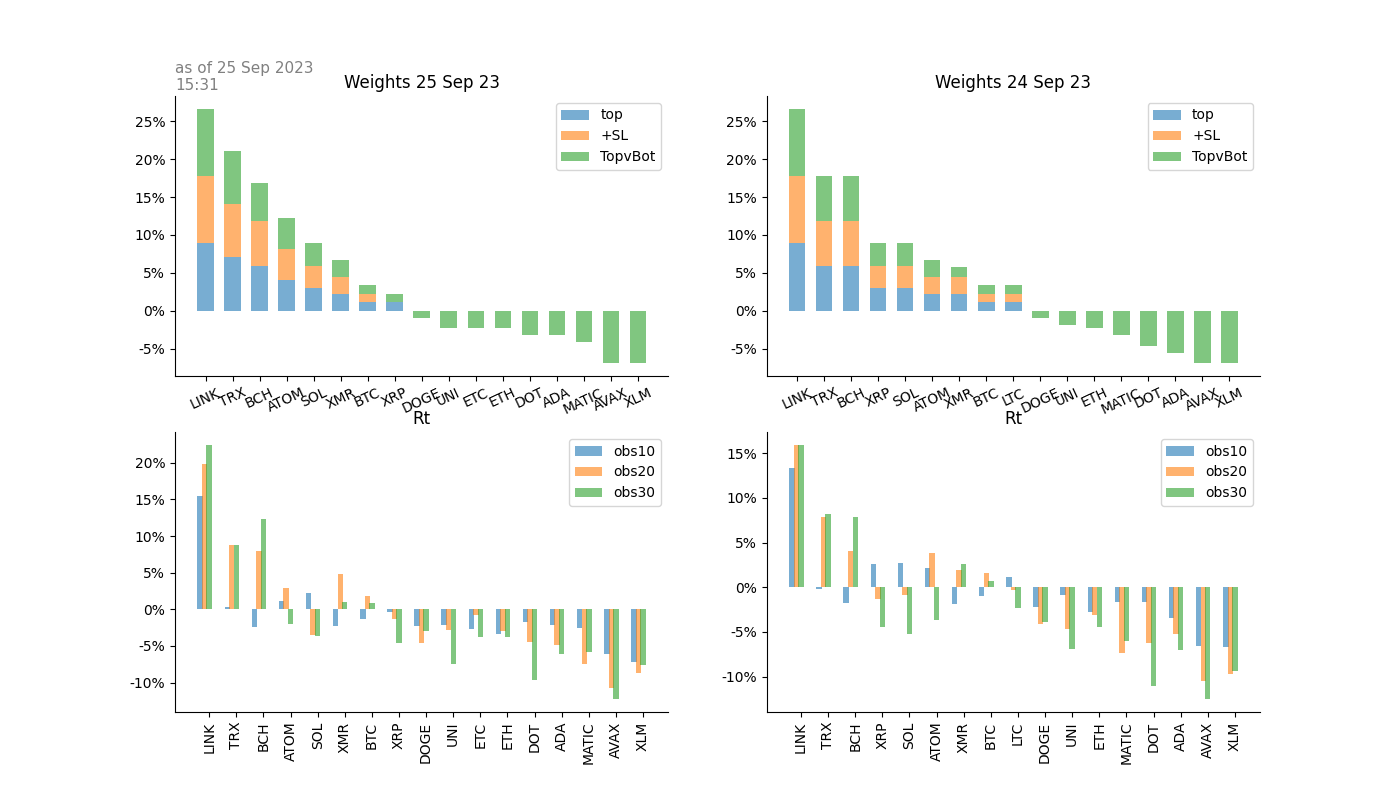 as of 25 Sep 2023
15:31
Weights 25 Sep 23
25%
20%
15%
10%
5%
0%
-5%
top
+SL
TopvBot
LINK TRX BCH ATOM SOL XMR BTC XRP DOGE UNI ETC ETH DOT ADA MATIC AVAX XLM
Weights 24 Sep 23
25%
20%
15%
10%
5%
0%
-5%
top
+SL
TopvBot
LINK TRX BCH XRP SOL ATOM XMR BTC LTC DOGE UNI ETH MATIC DOT ADA AVAX XLM
Rt
20%
15%
10%
5%
0%
-5%
-10%
obs10
obs20
obs30
LINK TRX BCH ATOM SOL XMR BTC XRP DOGE UNI ETC ETH DOT ADA MATIC AVAX XLM
Rt
15%
10%
5%
0%
-5%
-10%
obs10
obs20
obs30
LINK TRX BCH XRP SOL ATOM XMR BTC LTC DOGE UNI ETH MATIC DOT ADA AVAX XLM